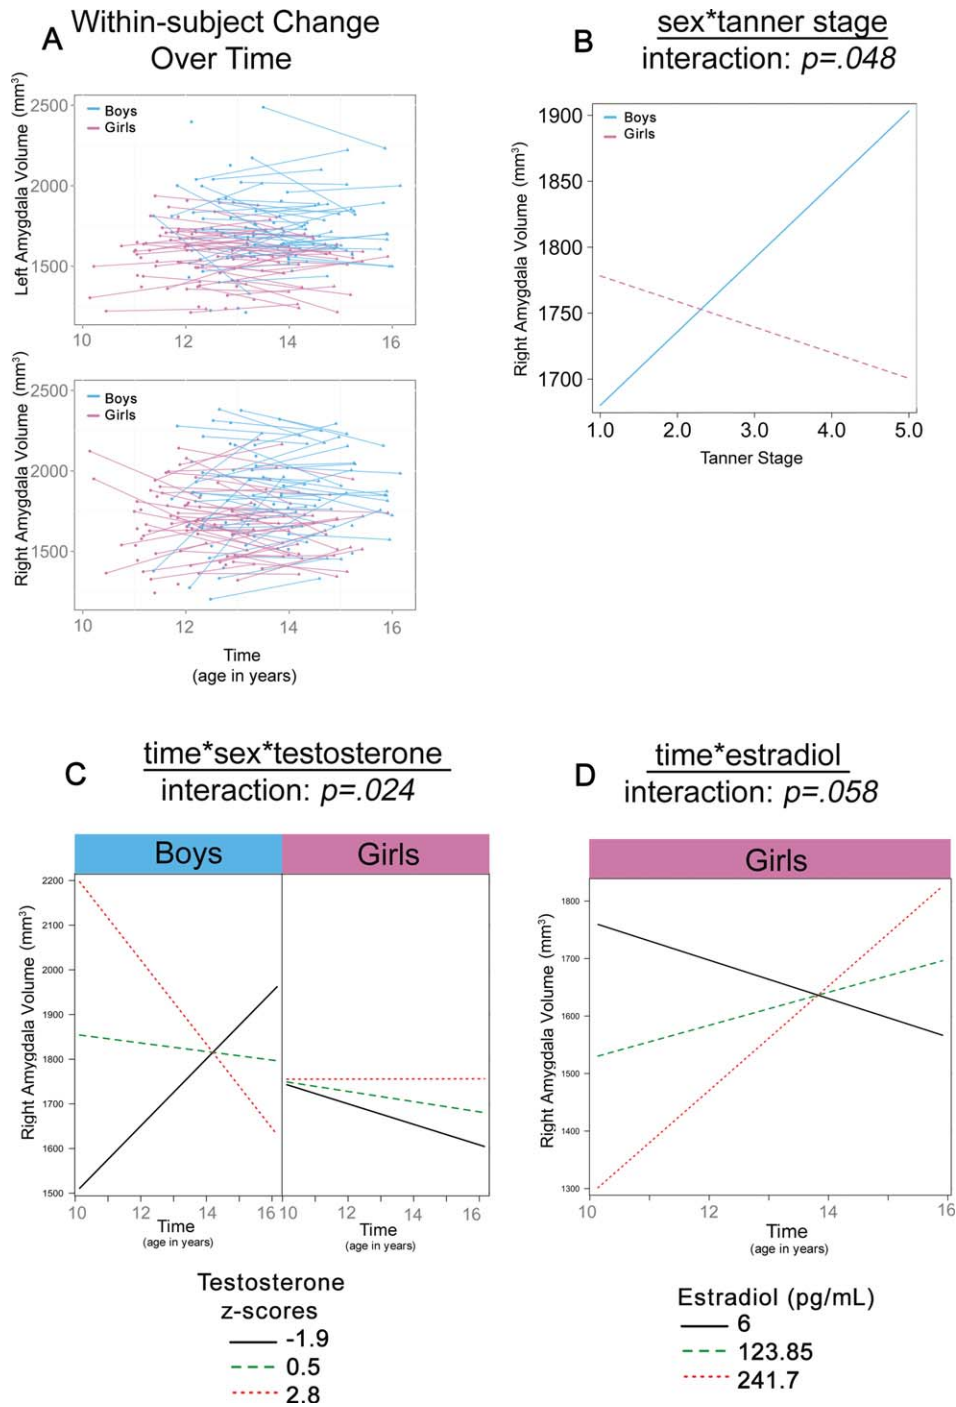 A
Within-subject Change
Over Time
Left Amygdala Volume (mm³)
2500
2000
1500
Boys
Girls
10
12
14
16
Right Amygdala Volume (mm³)
2500
2000
1500
Boys
Girls
10
12
14
16
Time
(age in years)
B
sex*tanner stage
interaction: p=.048
Right Amygdala Volume (mm³)
1900
1850
1800
1750
1700
Boys
Girls
1.0
2.0
3.0
4.0
5.0
Tanner Stage
C
time*sex*testosterone
interaction: p=.024
Boys
Girls
Right Amygdala Volume (mm³)
2200
2100
2000
1900
1800
1700
1600
1500
10
12
14
16
10
12
14
16
Time
(age in years)
Time
(age in years)
Testosterone
z-scores
-1.9
0.5
2.8
D
time*estradiol
interaction: p=.058
Girls
Right Amygdala Volume (mm³)
1800
1700
1600
1500
1400
1300
10
12
14
16
Time
(age in years)
Estradiol (pg/mL)
6
123.85
241.7